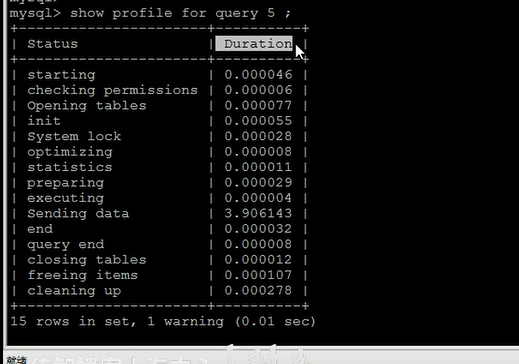 mysql> show profile for query 5 ;
+----------------------+----------+
| Status               | Duration |
+----------------------+----------+
| starting             | 0.000046 |
| checking permissions | 0.000006 |
| Opening tables       | 0.000077 |
| init                 | 0.000055 |
| System lock          | 0.000028 |
| optimizing           | 0.000008 |
| statistics           | 0.000011 |
| preparing            | 0.000029 |
| executing            | 0.000004 |
| Sending data         | 3.906143 |
| end                  | 0.000032 |
| query end            | 0.000008 |
| closing tables       | 0.000012 |
| freeing items        | 0.000107 |
| cleaning up          | 0.000278 |
+----------------------+----------+
15 rows in set, 1 warning (0.01 sec)
就绪